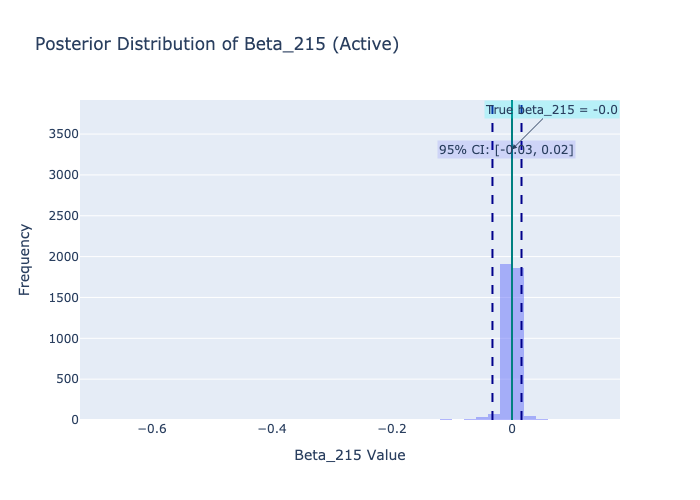 Posterior Distribution of Beta_215 (Active)
True beta_215 = -0.0
95% CI: [-0.03, 0.02]
3500
3000
2500
2000
1500
1000
500
0
Frequency
−0.6
−0.4
−0.2
0
Beta_215 Value